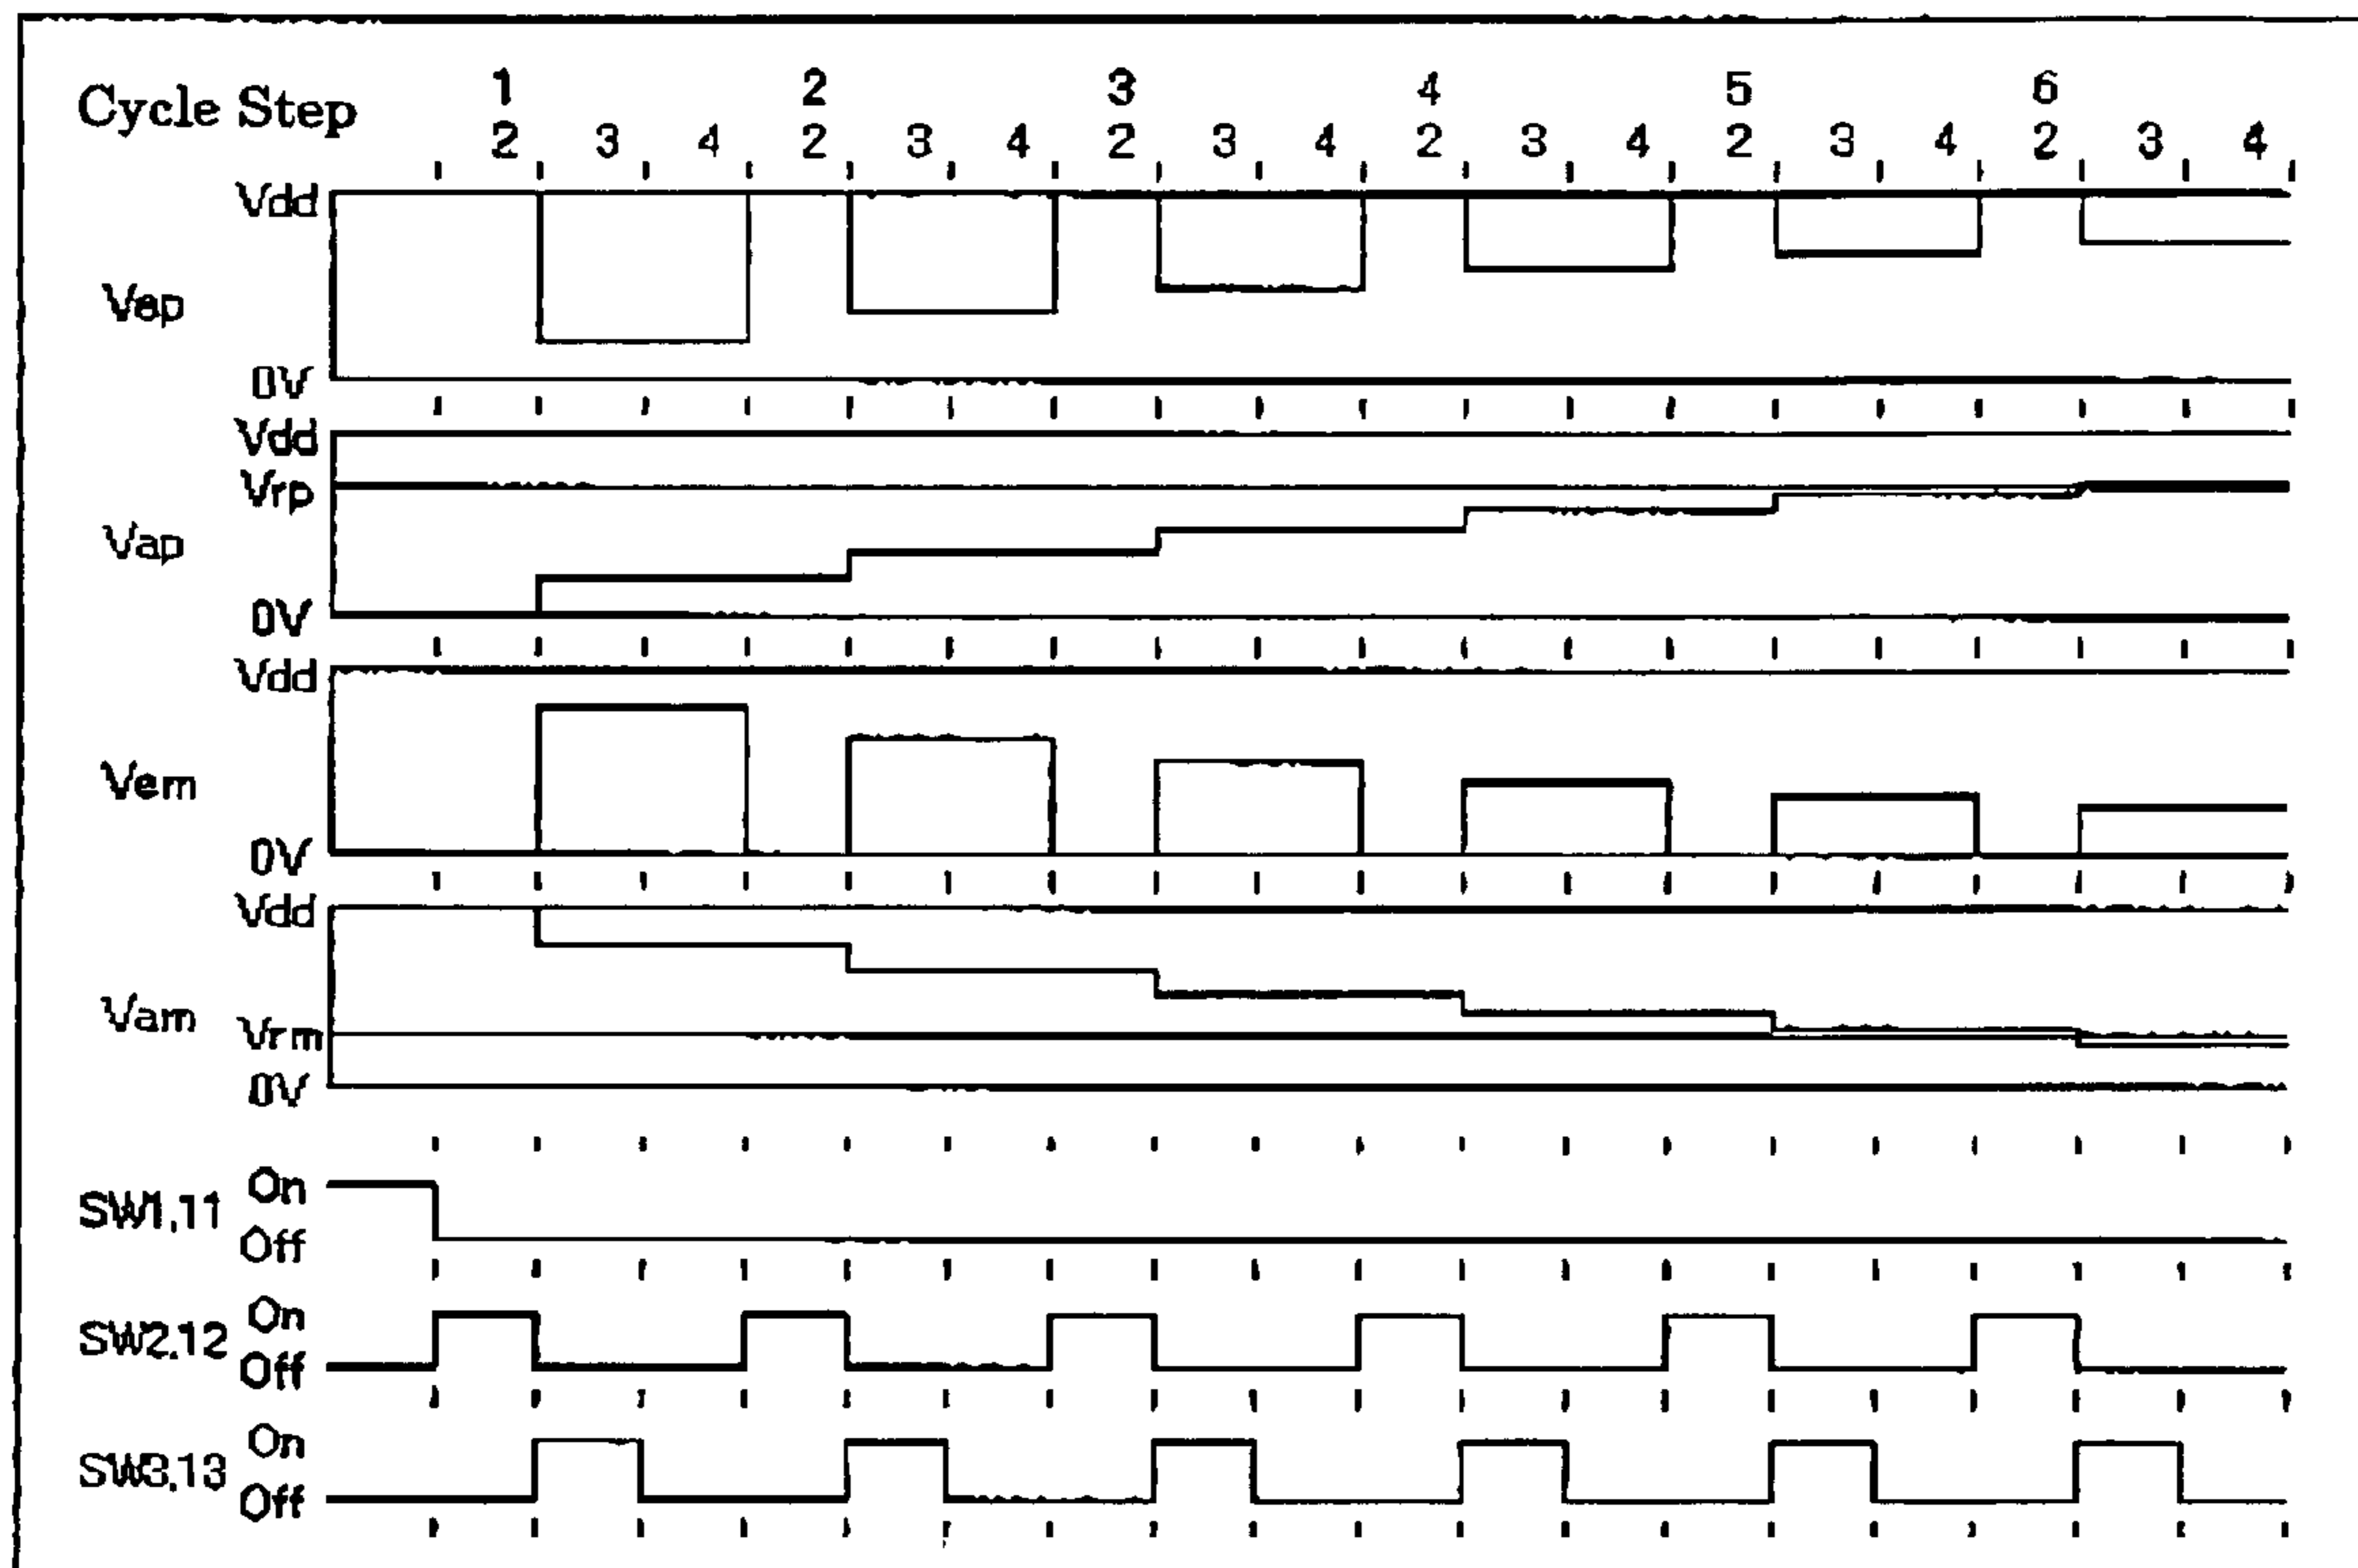 1 2 3 4 5 6
Cycle Step
2 3 4 2 3 4 2 3 4 2 3 4 2 3 4 2 3 4
Vdd
Vep
0V
Vdd
Vrp
Vap
0V
Vdd
Vem
0V
Vdd
Vam
Vrm
0V
On
SW1,11
Off
On
SW2,12
Off
On
SW3,13
Off